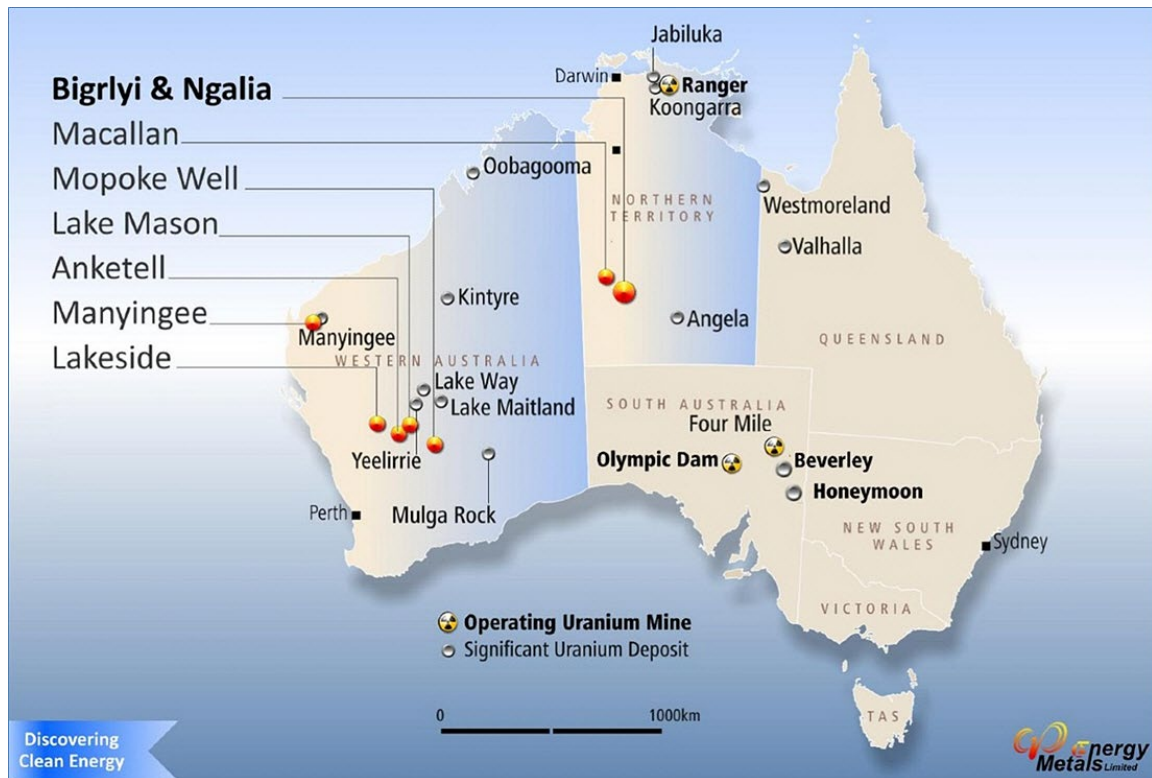 Bigrlyi & Ngalia
Macallan
Mopoke Well
Lake Mason
Anketell
Manyingee
Lakeside
Jabiluka
Darwin
Ranger
Koongarra
Oobagooma
NORTHERN
TERRITORY
Westmoreland
Valhalla
Kintyre
Angela
Manyingee
WESTERN AUSTRALIA
QUEENSLAND
Lake Way
Lake Maitland
SOUTH AUSTRALIA
Four Mile
Yeelirrie
Olympic Dam
Beverley
Honeymoon
Perth
Mulga Rock
NEW SOUTH
WALES
Sydney
VICTORIA
Operating Uranium Mine
Significant Uranium Deposit
0 1000km
TAS
Discovering
Clean Energy
Energy
Metals Limited